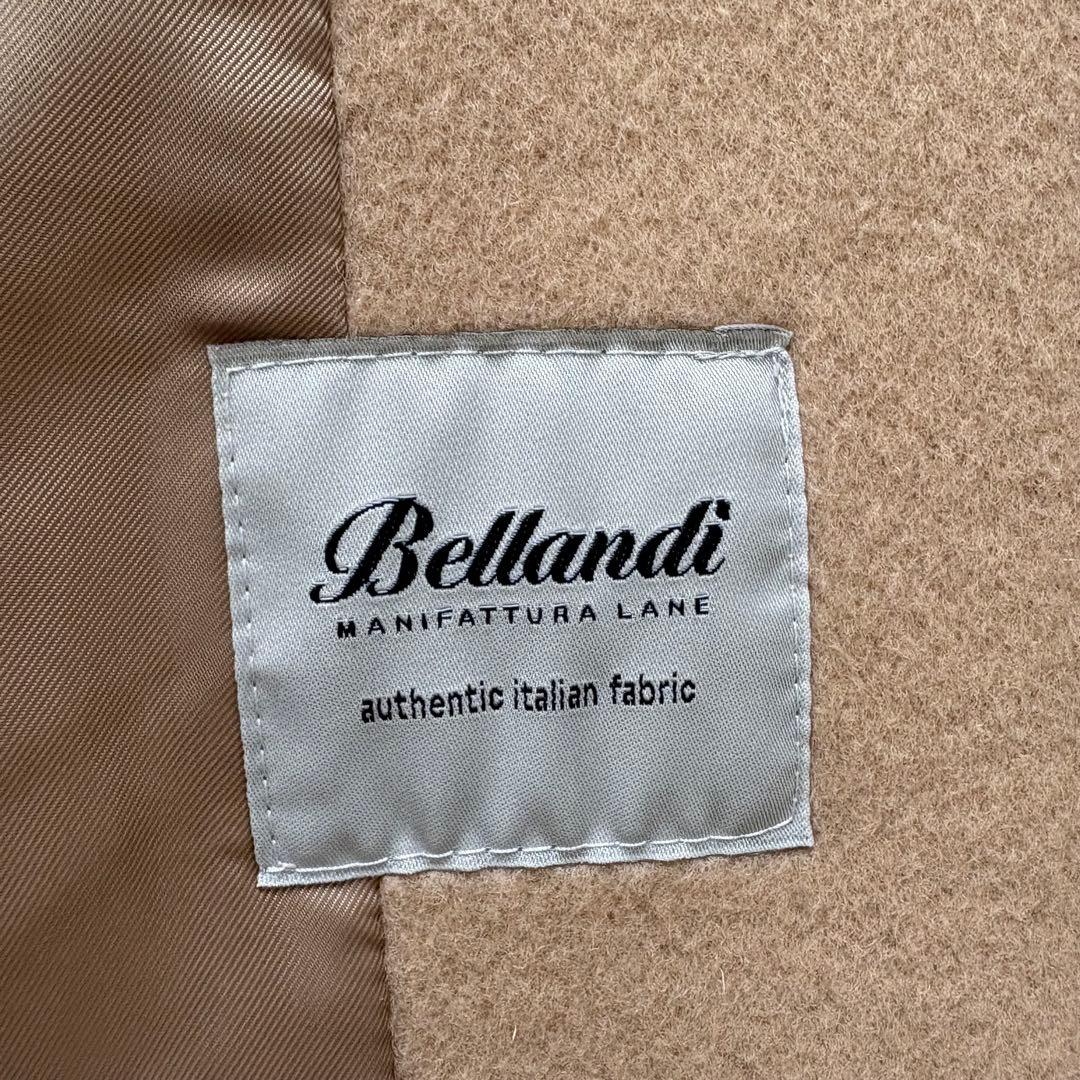 Bellandi
MANIFATTURA LANE
authentic italian fabric